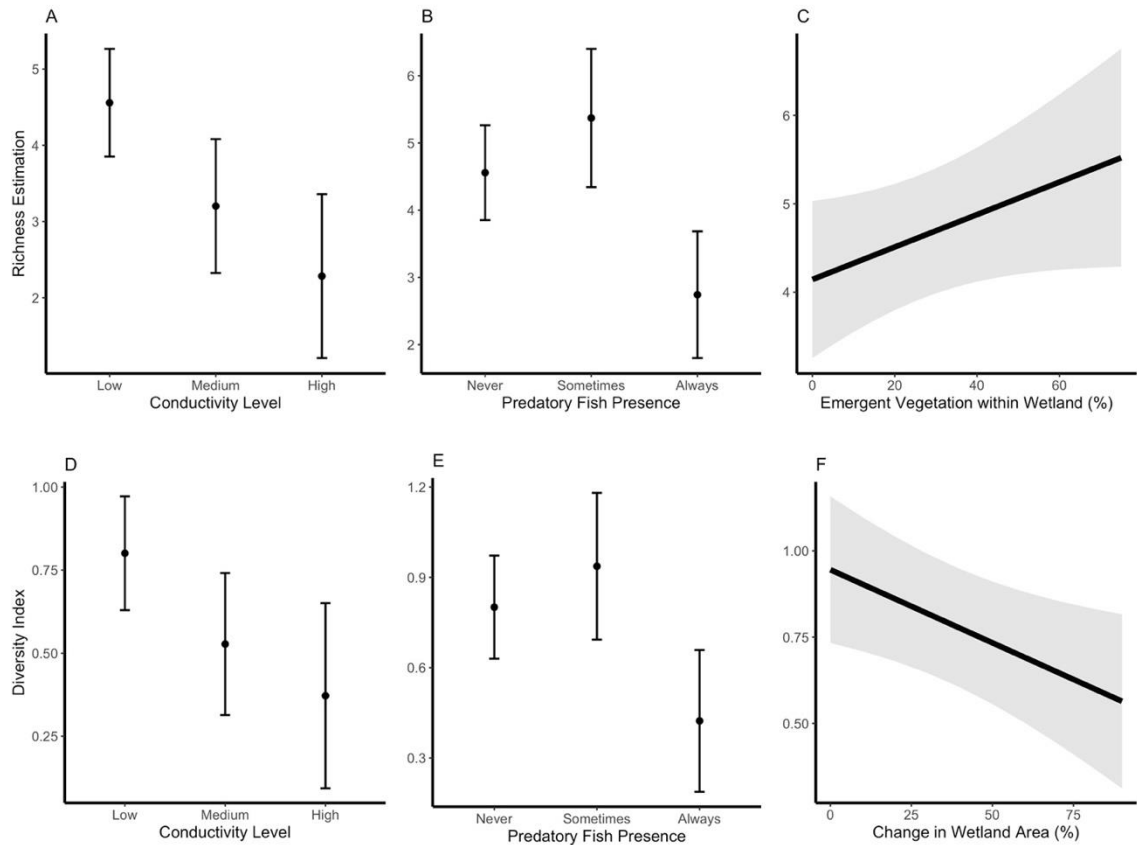 A
Richness Estimation
5
4
3
2
Low Medium High
Conductivity Level
B
6
5
4
3
2
Never Sometimes Always
Predatory Fish Presence
C
6
5
4
0 20 40 60
Emergent Vegetation within Wetland (%)
D
Diversity Index
1.00
0.75
0.50
0.25
Low Medium High
Conductivity Level
E
1.2
0.9
0.6
0.3
Never Sometimes Always
Predatory Fish Presence
F
1.00
0.75
0.50
0 25 50 75
Change in Wetland Area (%)